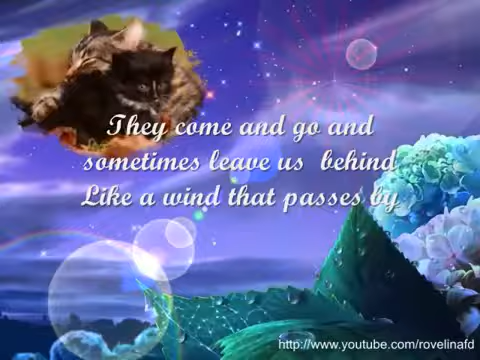 They come and go and
sometimes leave us behind
Like a wind that passes by
http://www.youtube.com/rovelinafd